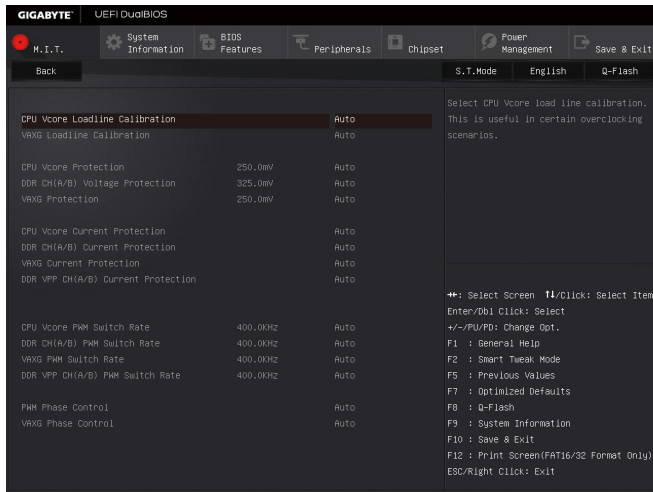 GIGABYTE™ UEFI DualBIOS
M.I.T.
System Information
BIOS Features
Peripherals
Chipset
Power Management
Save & Exit
Back
S.T.Mode English Q-Flash
CPU Vcore Loadline Calibration Auto
VAXG Loadline Calibration Auto
CPU Vcore Protection 250.0mV Auto
DDR CH(A/B) Voltage Protection 325.0mV Auto
VAXG Protection 250.0mV Auto
CPU Vcore Current Protection Auto
DDR CH(A/B) Current Protection Auto
VAXG Current Protection Auto
DDR VPP CH(A/B) Current Protection Auto
CPU Vcore PWM Switch Rate 400.0KHz Auto
DDR CH(A/B) PWM Switch Rate 400.0KHz Auto
VAXG PWM Switch Rate 400.0KHz Auto
DDR VPP CH(A/B) PWM Switch Rate 400.0KHz Auto
PWM Phase Control Auto
VAXG Phase Control Auto
Select CPU Vcore load line calibration.
This is useful in certain overclocking
scenarios.
→←: Select Screen ↑↓/Click: Select Item
Enter/Dbl Click: Select
+/-/PU/PD: Change Opt.
F1 : General Help
F2 : Smart Tweak Mode
F5 : Previous Values
F7 : Optimized Defaults
F8 : Q-Flash
F9 : System Information
F10 : Save & Exit
F12 : Print Screen(FAT16/32 Format Only)
ESC/Right Click: Exit